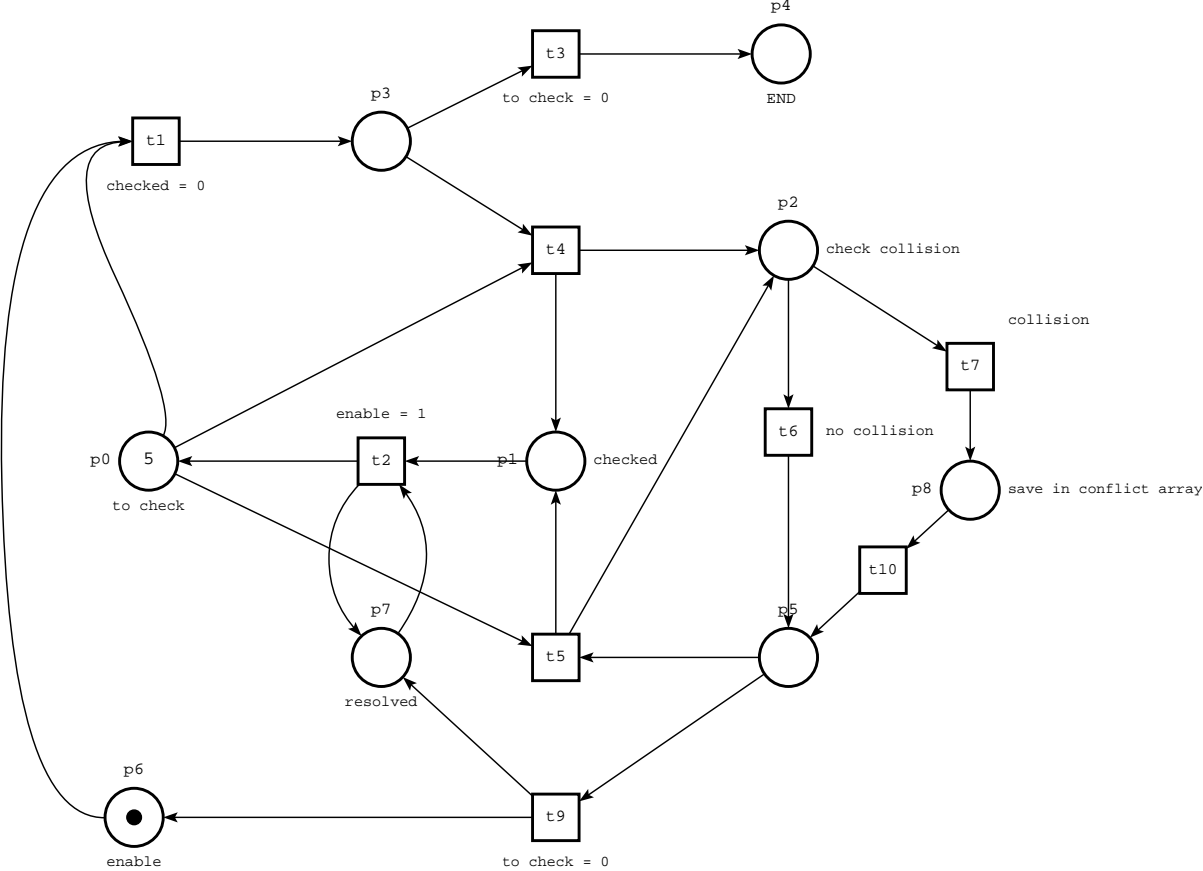 p4
t3
to check = 0
END
p3
t1
checked = 0
p2
t4
check collision
collision
t7
enable = 1
t6
no collision
p0
5
t2
p1
checked
to check
p8
save in conflict array
t10
p7
p5
t5
resolved
p6
t9
enable
to check = 0